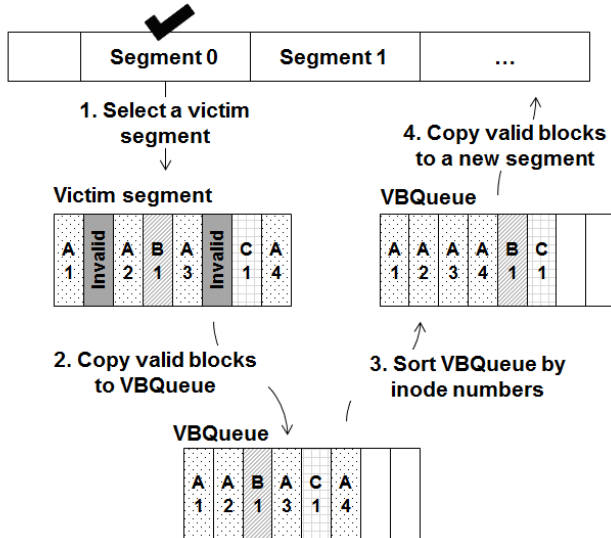 Segment 0
Segment 1
...
1. Select a victim
segment
4. Copy valid blocks
to a new segment
Victim segment
A 1
Invalid
A 2
B 1
A 3
Invalid
C 1
A 4
VBQueue
A 1
A 2
A 3
A 4
B 1
C 1
2. Copy valid blocks
to VBQueue
3. Sort VBQueue by
inode numbers
VBQueue
A 1
A 2
B 1
A 3
C 1
A 4